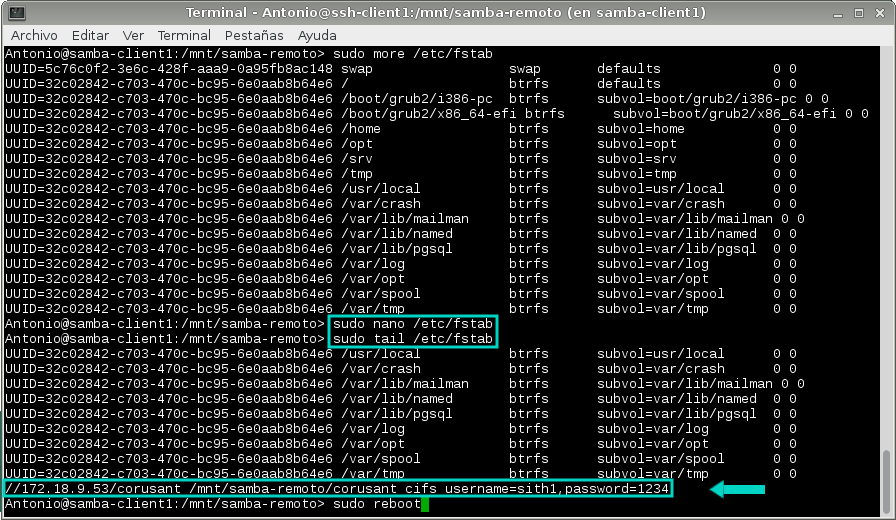 Terminal - Antonio@ssh-client1:/mnt/samba-remoto (en samba-client1)
Archivo Editar Ver Terminal Pestañas Ayuda
Antonio@samba-client1:/mnt/samba-remoto> sudo more /etc/fstab
UUID=5c76c0f2-3e6c-428f-aaa9-0a95fb8ac148 swap swap defaults 0 0
UUID=32c02842-c703-470c-bc95-6e0aab8b64e6 / btrfs defaults 0 0
UUID=32c02842-c703-470c-bc95-6e0aab8b64e6 /boot/grub2/i386-pc btrfs subvol=boot/grub2/i386-pc 0 0
UUID=32c02842-c703-470c-bc95-6e0aab8b64e6 /boot/grub2/x86_64-efi btrfs subvol=boot/grub2/x86_64-efi 0 0
UUID=32c02842-c703-470c-bc95-6e0aab8b64e6 /home btrfs subvol=home 0 0
UUID=32c02842-c703-470c-bc95-6e0aab8b64e6 /opt btrfs subvol=opt 0 0
UUID=32c02842-c703-470c-bc95-6e0aab8b64e6 /srv btrfs subvol=srv 0 0
UUID=32c02842-c703-470c-bc95-6e0aab8b64e6 /tmp btrfs subvol=tmp 0 0
UUID=32c02842-c703-470c-bc95-6e0aab8b64e6 /usr/local btrfs subvol=usr/local 0 0
UUID=32c02842-c703-470c-bc95-6e0aab8b64e6 /var/crash btrfs subvol=var/crash 0 0
UUID=32c02842-c703-470c-bc95-6e0aab8b64e6 /var/lib/mailman btrfs subvol=var/lib/mailman 0 0
UUID=32c02842-c703-470c-bc95-6e0aab8b64e6 /var/lib/named btrfs subvol=var/lib/named 0 0
UUID=32c02842-c703-470c-bc95-6e0aab8b64e6 /var/lib/pgsql btrfs subvol=var/lib/pgsql 0 0
UUID=32c02842-c703-470c-bc95-6e0aab8b64e6 /var/log btrfs subvol=var/log 0 0
UUID=32c02842-c703-470c-bc95-6e0aab8b64e6 /var/opt btrfs subvol=var/opt 0 0
UUID=32c02842-c703-470c-bc95-6e0aab8b64e6 /var/spool btrfs subvol=var/spool 0 0
UUID=32c02842-c703-470c-bc95-6e0aab8b64e6 /var/tmp btrfs subvol=var/tmp 0 0
Antonio@samba-client1:/mnt/samba-remoto> sudo nano /etc/fstab
Antonio@samba-client1:/mnt/samba-remoto> sudo tail /etc/fstab
UUID=32c02842-c703-470c-bc95-6e0aab8b64e6 /usr/local btrfs subvol=usr/local 0 0
UUID=32c02842-c703-470c-bc95-6e0aab8b64e6 /var/crash btrfs subvol=var/crash 0 0
UUID=32c02842-c703-470c-bc95-6e0aab8b64e6 /var/lib/mailman btrfs subvol=var/lib/mailman 0 0
UUID=32c02842-c703-470c-bc95-6e0aab8b64e6 /var/lib/named btrfs subvol=var/lib/named 0 0
UUID=32c02842-c703-470c-bc95-6e0aab8b64e6 /var/lib/pgsql btrfs subvol=var/lib/pgsql 0 0
UUID=32c02842-c703-470c-bc95-6e0aab8b64e6 /var/log btrfs subvol=var/log 0 0
UUID=32c02842-c703-470c-bc95-6e0aab8b64e6 /var/opt btrfs subvol=var/opt 0 0
UUID=32c02842-c703-470c-bc95-6e0aab8b64e6 /var/spool btrfs subvol=var/spool 0 0
UUID=32c02842-c703-470c-bc95-6e0aab8b64e6 /var/tmp btrfs subvol=var/tmp 0 0
//172.18.9.53/corusant /mnt/samba-remoto/corusant cifs username=sith1,password=1234
Antonio@samba-client1:/mnt/samba-remoto> sudo reboot